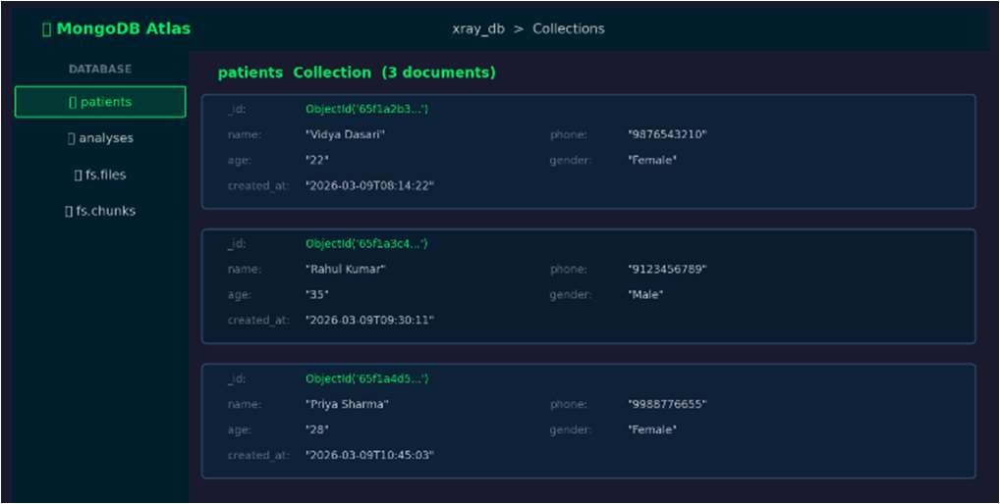 MongoDB Atlas
xray_db > Collections
DATABASE
patients
analyses
fs.files
fs.chunks
patients Collection (3 documents)
_id: ObjectId('65f1a2b3...')
name: "Vidya Dasari" phone: "9876543210"
age: "22" gender: "Female"
created_at: "2026-03-09T08:14:22"
_id: ObjectId('65f1a3c4...')
name: "Rahul Kumar" phone: "9123456789"
age: "35" gender: "Male"
created_at: "2026-03-09T09:30:11"
_id: ObjectId('65f1a4d5...')
name: "Priya Sharma" phone: "9988776655"
age: "28" gender: "Female"
created_at: "2026-03-09T10:45:03"